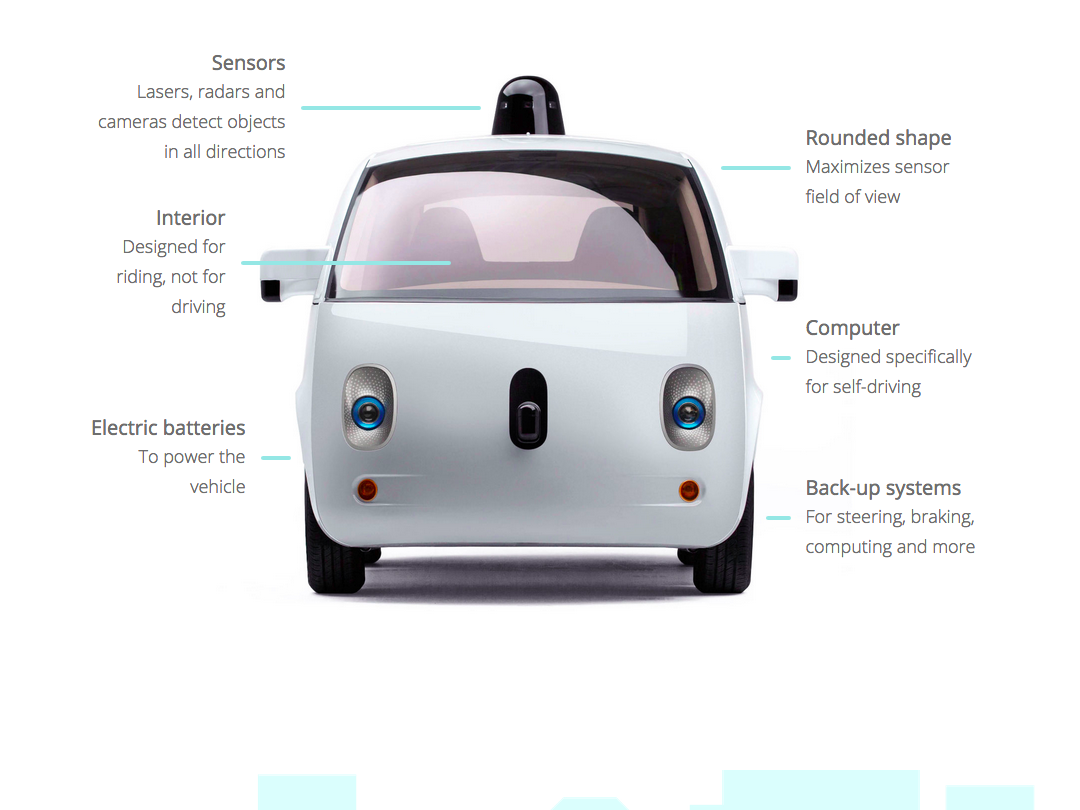 Sensors
Lasers, radars and
cameras detect objects
in all directions
Interior
Designed for
riding, not for
driving
Electric batteries
To power the
vehicle
Rounded shape
Maximizes sensor
field of view
Computer
Designed specifically
for self-driving
Back-up systems
For steering, braking,
computing and more